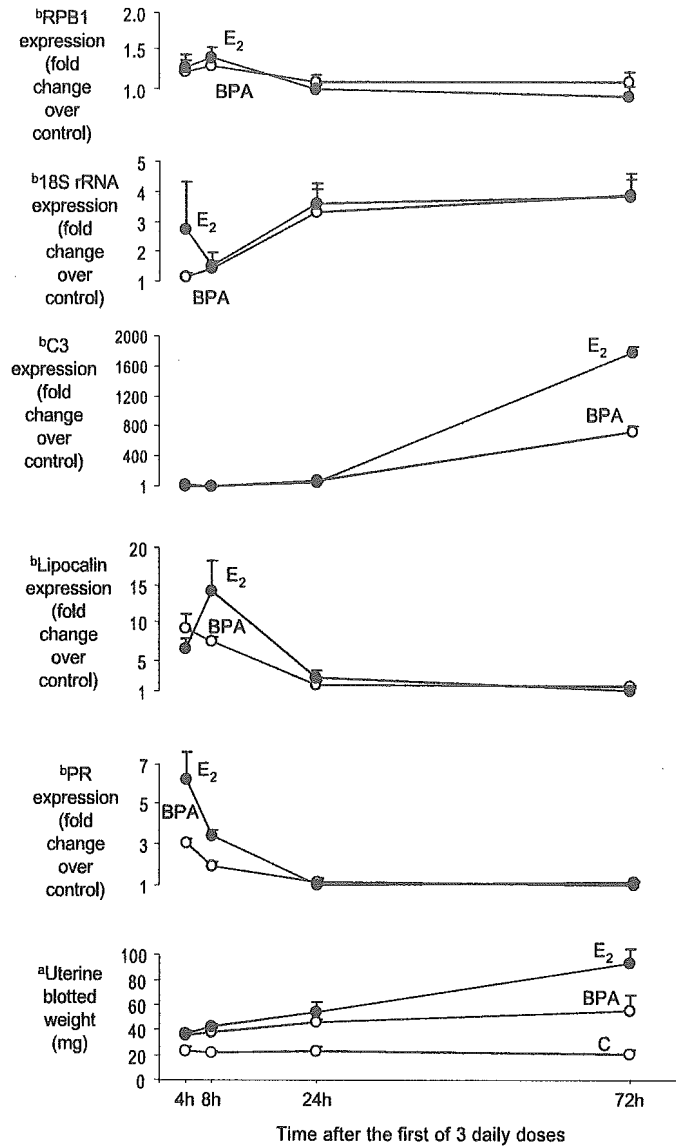 ᵇRPB1
expression
(fold
change
over
control)
2.0
1.5
1.0
E₂
BPA
ᵇ18S rRNA
expression
(fold
change
over
control)
5
4
3
2
1
E₂
BPA
ᵇC3
expression
(fold
change
over
control)
2000
1600
1200
800
400
1
E₂
BPA
ᵇLipocalin
expression
(fold
change
over
control)
20
15
10
5
1
E₂
BPA
ᵇPR
expression
(fold
change
over
control)
7
5
3
1
E₂
BPA
ᵃUterine
blotted
weight
(mg)
100
80
60
40
20
0
E₂
BPA
C
4h 8h 24h 72h
Time after the first of 3 daily doses